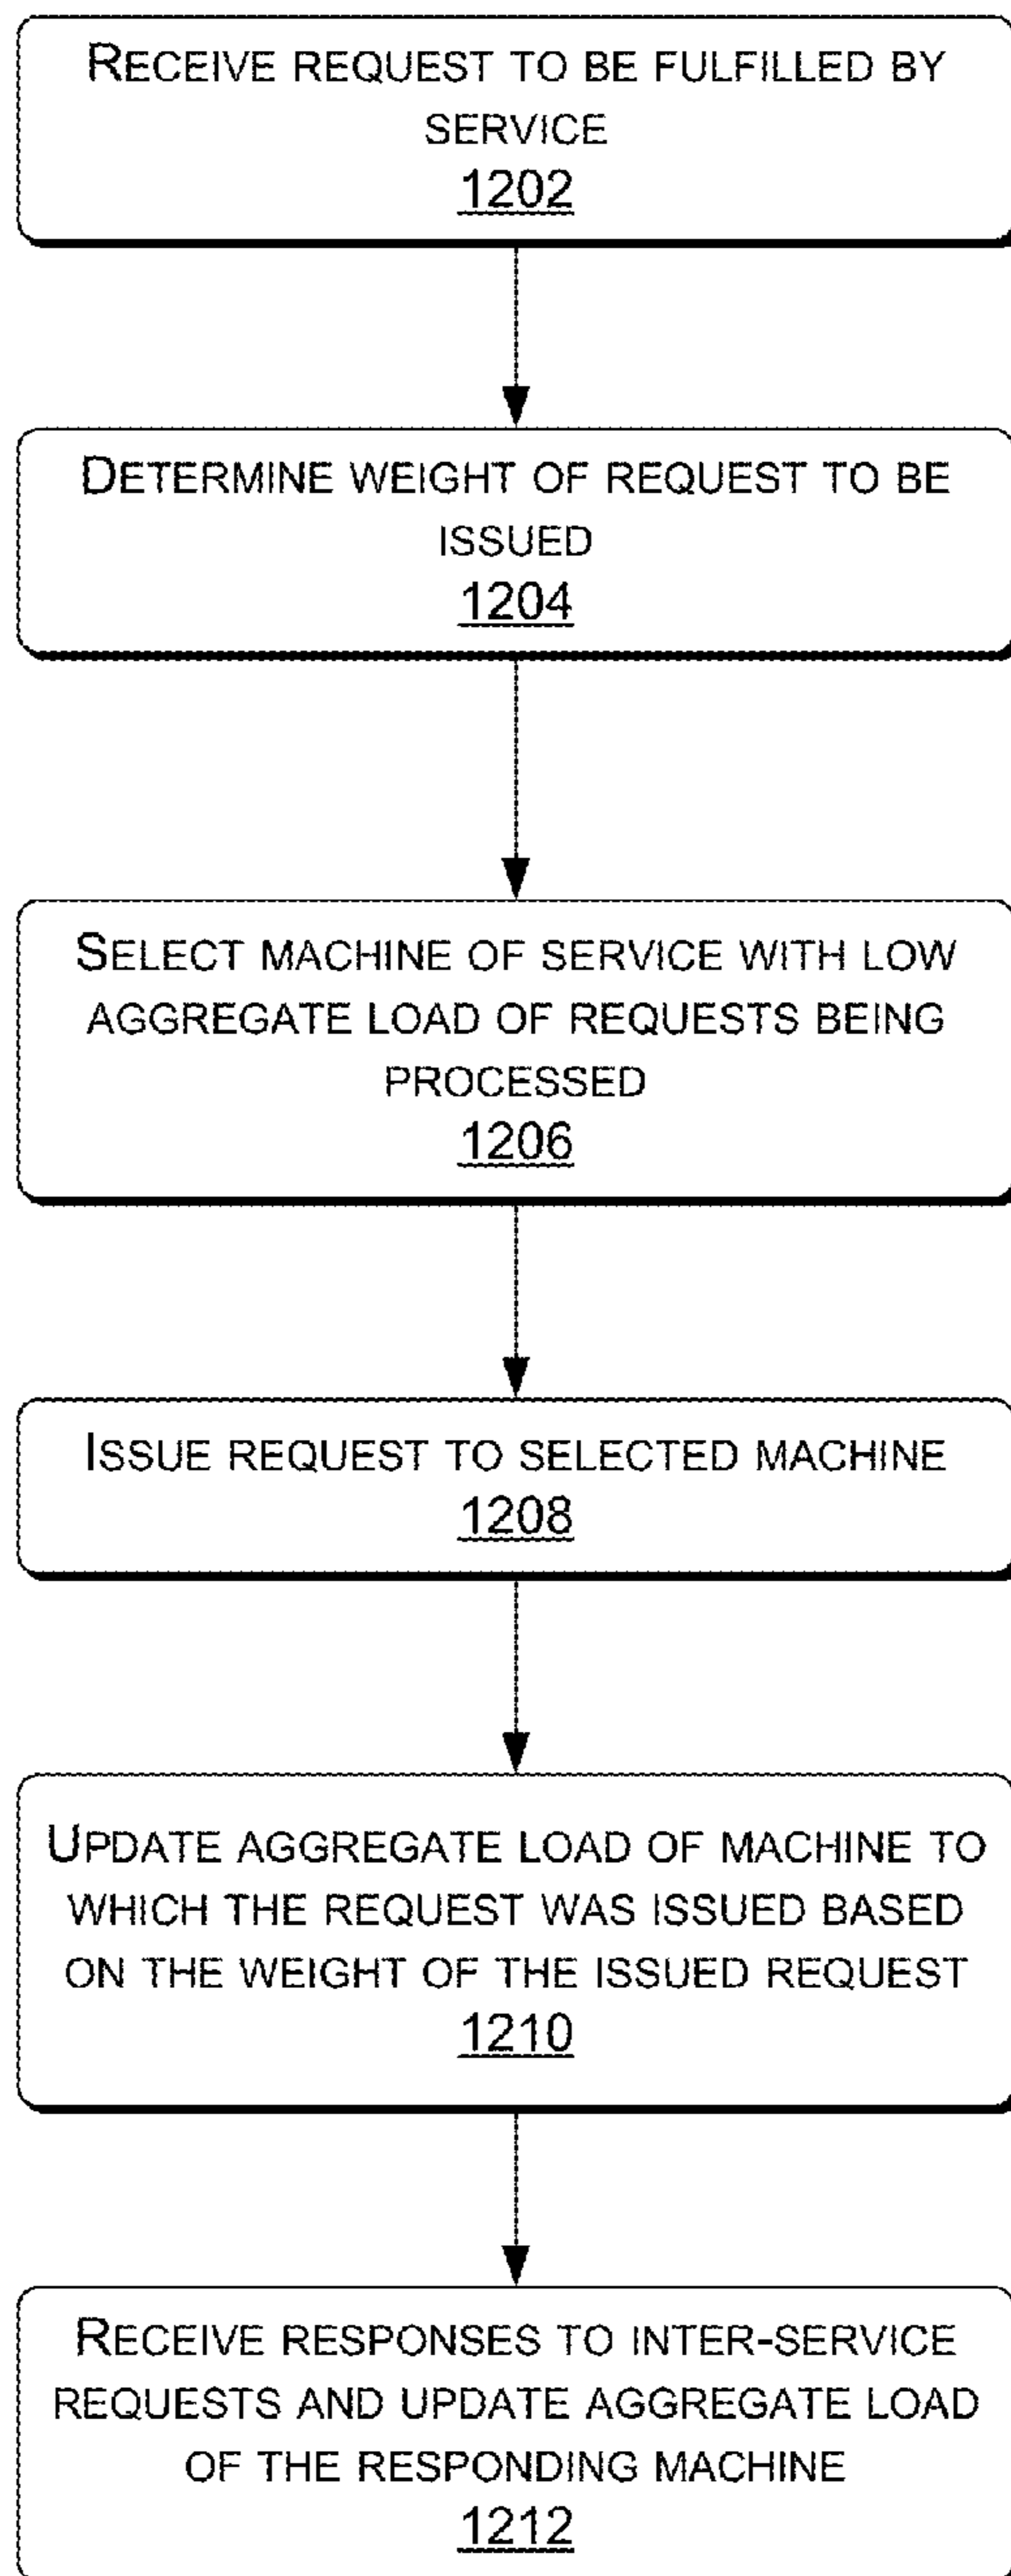 RECEIVE REQUEST TO BE FULFILLED BY
SERVICE
1202
DETERMINE WEIGHT OF REQUEST TO BE
ISSUED
1204
SELECT MACHINE OF SERVICE WITH LOW
AGGREGATE LOAD OF REQUESTS BEING
PROCESSED
1206
ISSUE REQUEST TO SELECTED MACHINE
1208
UPDATE AGGREGATE LOAD OF MACHINE TO
WHICH THE REQUEST WAS ISSUED BASED
ON THE WEIGHT OF THE ISSUED REQUEST
1210
RECEIVE RESPONSES TO INTER-SERVICE
REQUESTS AND UPDATE AGGREGATE LOAD
OF THE RESPONDING MACHINE
1212